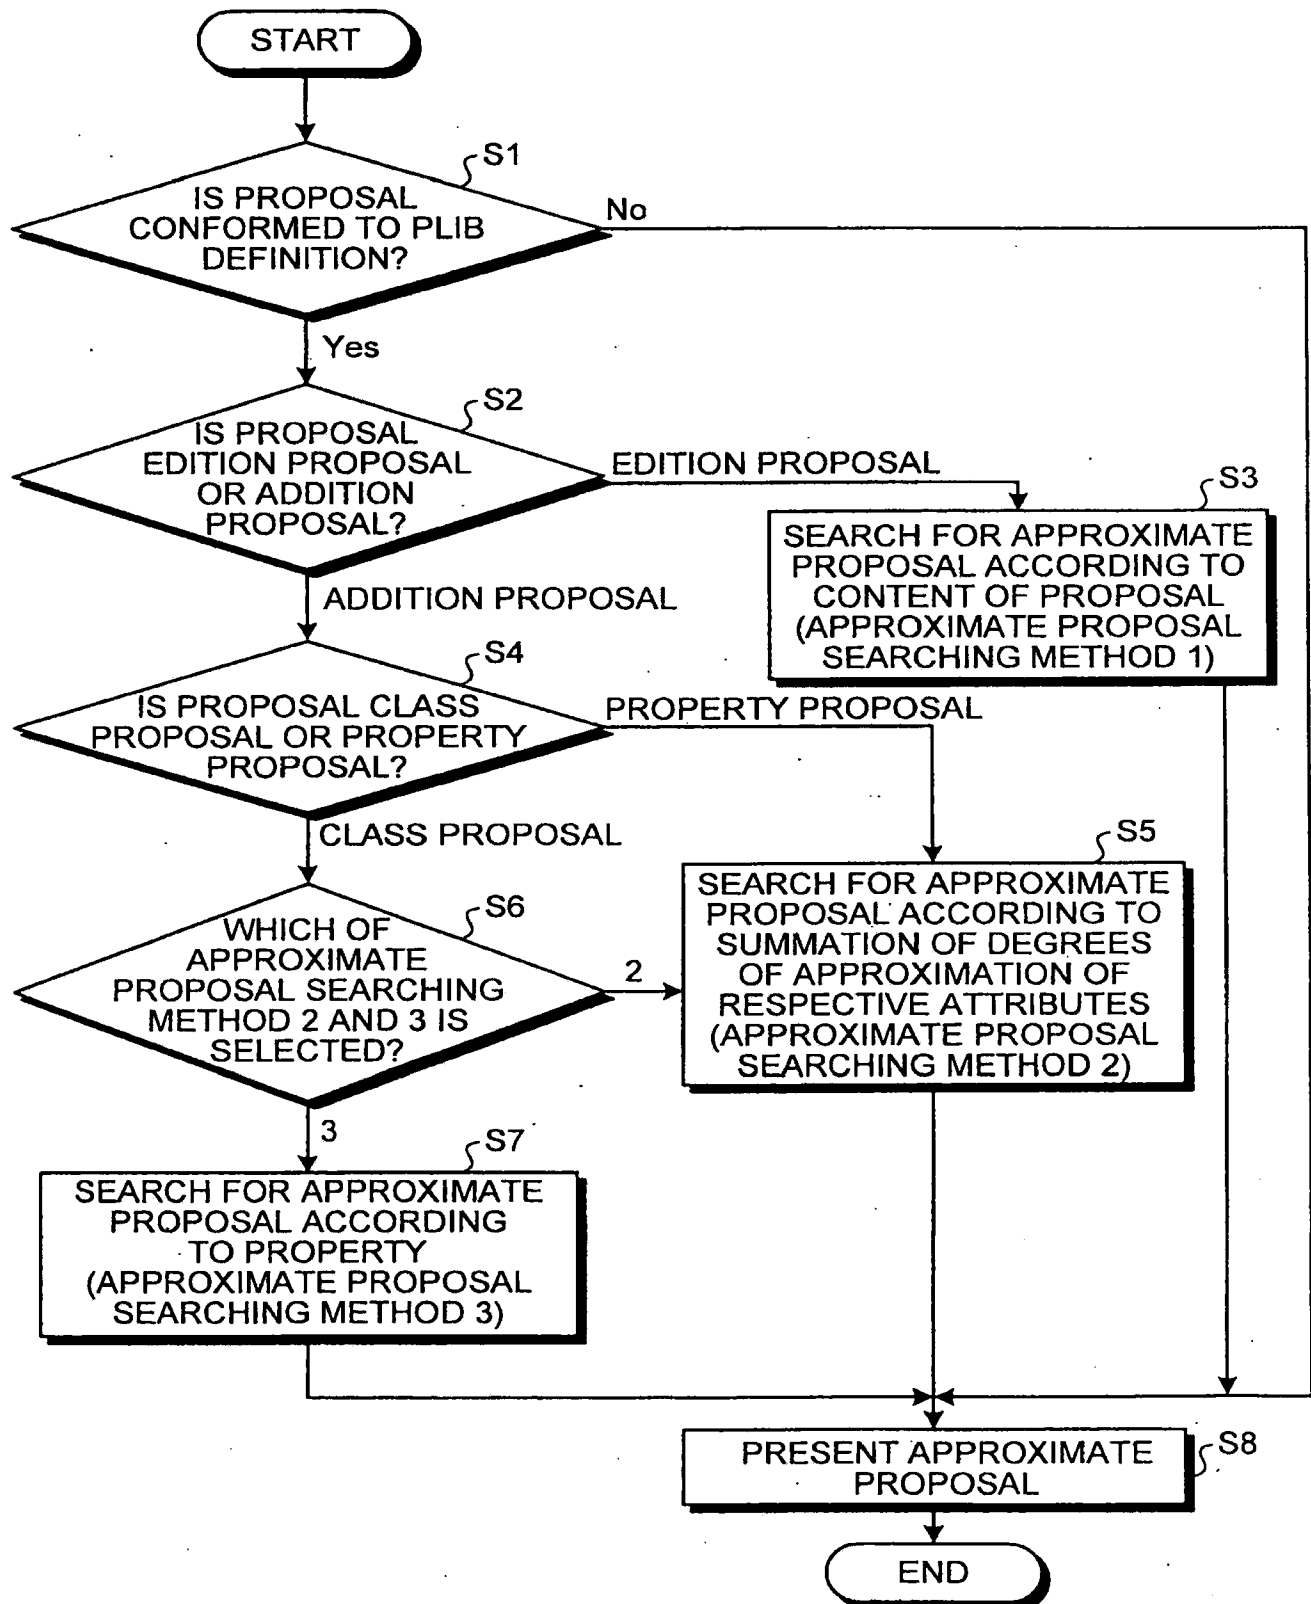 START
S1
IS PROPOSAL
CONFORMED TO PLIB
DEFINITION?
No
Yes
S2
IS PROPOSAL
EDITION PROPOSAL
OR ADDITION
PROPOSAL?
EDITION PROPOSAL
S3
SEARCH FOR APPROXIMATE
PROPOSAL ACCORDING TO
CONTENT OF PROPOSAL
(APPROXIMATE PROPOSAL
SEARCHING METHOD 1)
ADDITION PROPOSAL
S4
IS PROPOSAL CLASS
PROPOSAL OR PROPERTY
PROPOSAL?
PROPERTY PROPOSAL
CLASS PROPOSAL
S5
SEARCH FOR APPROXIMATE
PROPOSAL ACCORDING TO
SUMMATION OF DEGREES
OF APPROXIMATION OF
RESPECTIVE ATTRIBUTES
(APPROXIMATE PROPOSAL
SEARCHING METHOD 2)
S6
WHICH OF
APPROXIMATE
PROPOSAL SEARCHING
METHOD 2 AND 3 IS
SELECTED?
2
3
S7
SEARCH FOR APPROXIMATE
PROPOSAL ACCORDING
TO PROPERTY
(APPROXIMATE PROPOSAL
SEARCHING METHOD 3)
S8
PRESENT APPROXIMATE
PROPOSAL
END